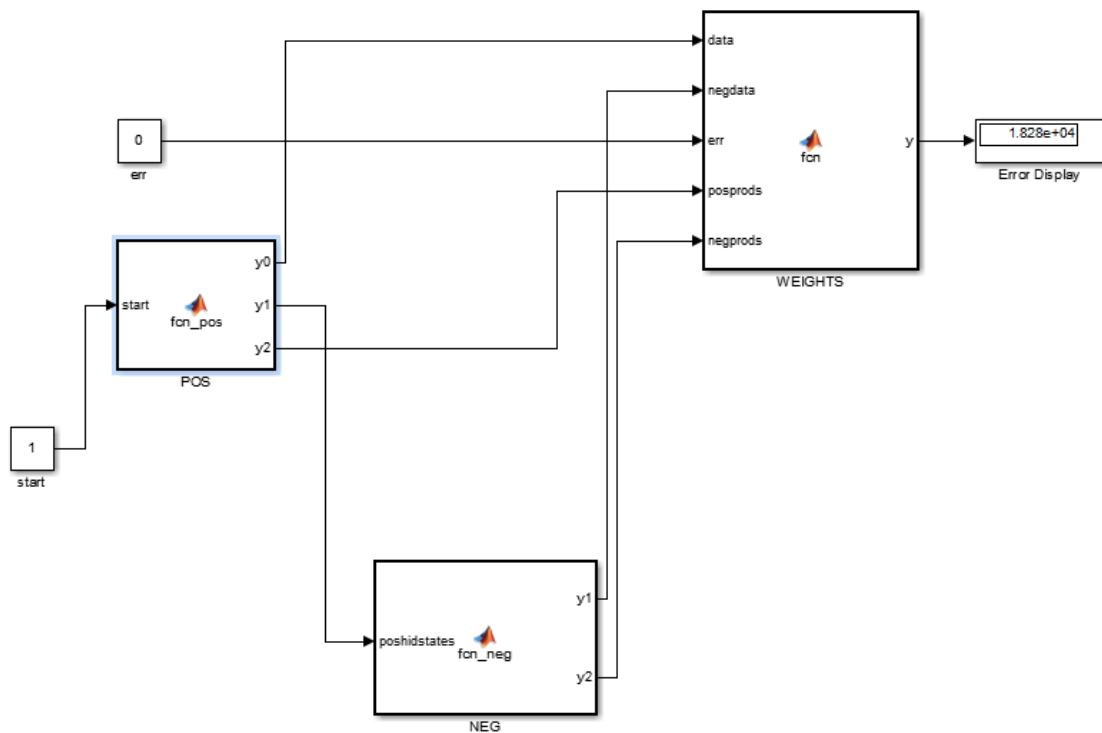 data
negdata
0
err
fcn
y
1.828e+04
err
Error Display
posprods
negprods
y0
WEIGHTS
start
y1
fcn_pos
y2
POS
1
start
y1
poshidstates
fcn_neg
y2
NEG